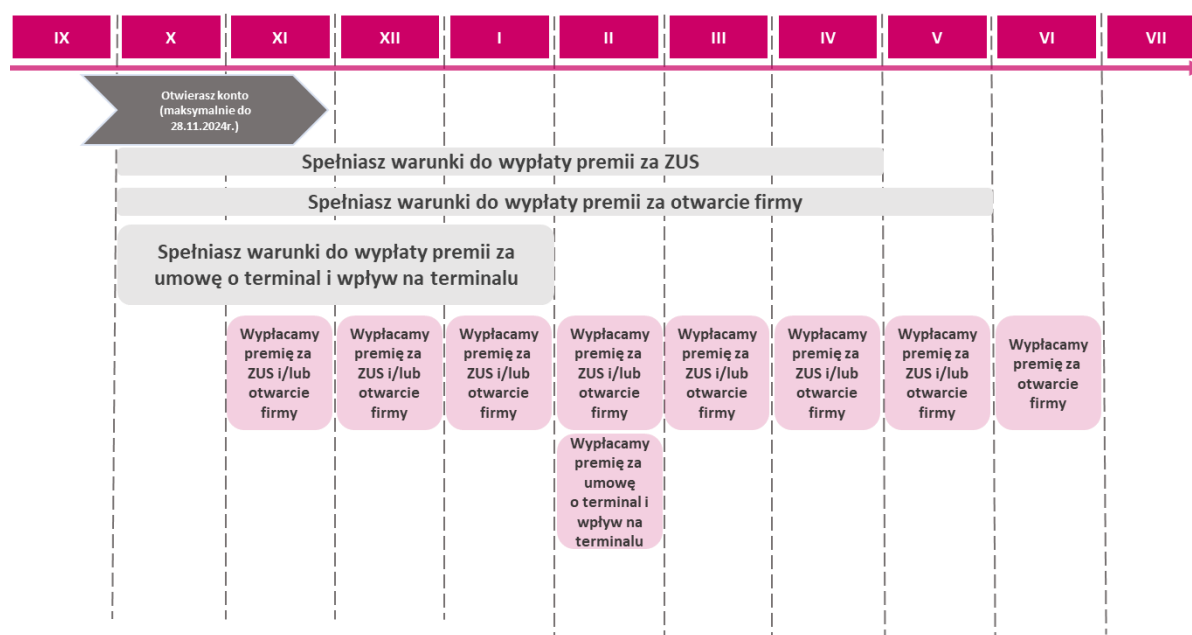 IX X XI XII I II III IV V VI VII
Otwierasz konto
(maksymalnie do
28.11.2024r.)
Spełniasz warunki do wypłaty premii za ZUS
Spełniasz warunki do wypłaty premii za otwarcie firmy
Spełniasz warunki do wypłaty premii za
umowę o terminal i wpływ na terminalu
Wypłacamy
premię za
ZUS i/lub
otwarcie
firmy
Wypłacamy
premię za
ZUS i/lub
otwarcie
firmy
Wypłacamy
premię za
ZUS i/lub
otwarcie
firmy
Wypłacamy
premię za
ZUS i/lub
otwarcie
firmy
Wypłacamy
premię za
ZUS i/lub
otwarcie
firmy
Wypłacamy
premię za
ZUS i/lub
otwarcie
firmy
Wypłacamy
premię za
ZUS i/lub
otwarcie
firmy
Wypłacamy
premię za
otwarcie
firmy
Wypłacamy
premię za
umowę
o terminal i
wpływ na
terminalu